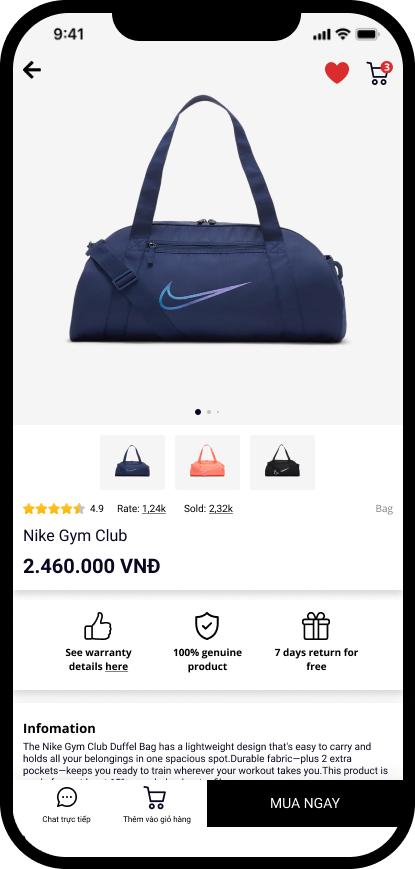 9:41
3
4.9 Rate: 1,24k Sold: 2,32k Bag
Nike Gym Club
2.460.000 VNĐ
See warranty details here
100% genuine product
7 days return for free
Infomation
The Nike Gym Club Duffel Bag has a lightweight design that's easy to carry and
holds all your belongings in one spacious spot.Durable fabric—plus 2 extra
pockets—keeps you ready to train wherever your workout takes you.This product is
Chat trực tiếp
Thêm vào giỏ hàng
MUA NGAY